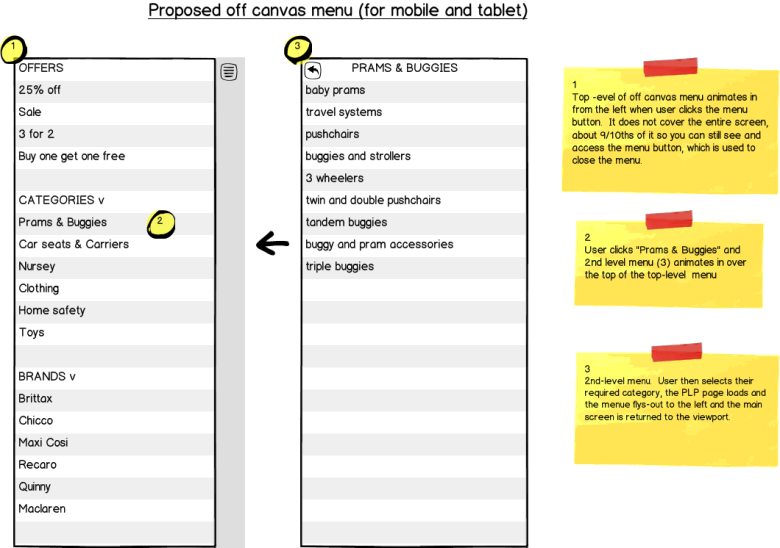 Proposed off canvas menu (for mobile and tablet)
1
OFFERS
25% off
Sale
3 for 2
Buy one get one free
CATEGORIES v
Prams & Buggies
2
Car seats & Carriers
Nursey
Clothing
Home safety
Toys
BRANDS v
Brittax
Chicco
Maxi Cosi
Recaro
Quinny
Maclaren
3
PRAMS & BUGGIES
baby prams
travel systems
pushchairs
buggies and strollers
3 wheelers
twin and double pushchairs
tandem buggies
buggy and pram accessories
triple buggies
1
Top -evel of off canvas menu animates in
from the left when user clicks the menu
button. It does not cover the entire screen,
about 9/10ths of it so you can still see and
access the menu button, which is used to
close the menu.
2
User clicks "Prams & Buggies" and
2nd level menu (3) animates in over
the top of the top-level menu
3
2nd-level menu. User then selects their
required category, the PLP page loads and
the menue flys-out to the left and the main
screen is returned to the viewport.